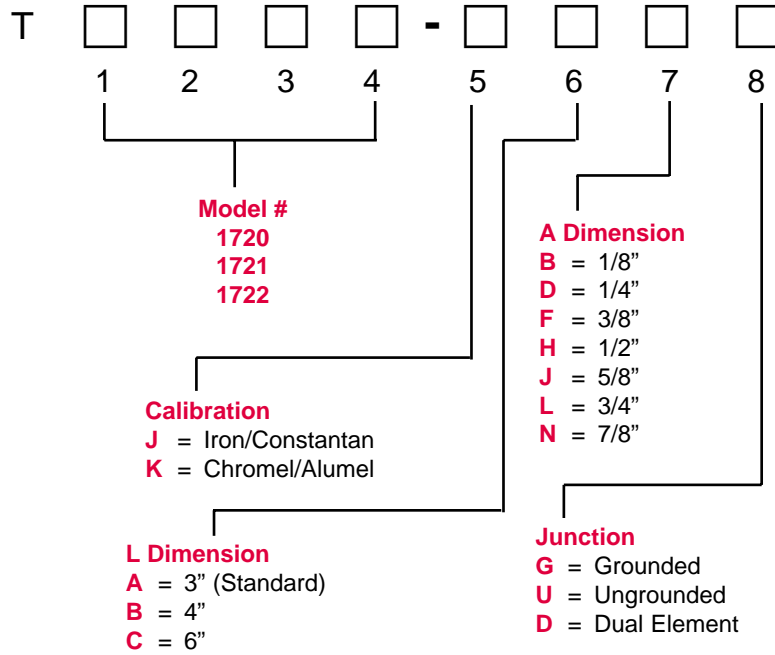 T -
1 2 3 4 5 6 7 8
Model #
1720
1721
1722
A Dimension
B = 1/8”
D = 1/4”
F = 3/8”
H = 1/2”
J = 5/8”
L = 3/4”
N = 7/8”
Calibration
J = Iron/Constantan
K = Chromel/Alumel
L Dimension
A = 3” (Standard)
B = 4”
C = 6”
Junction
G = Grounded
U = Ungrounded
D = Dual Element